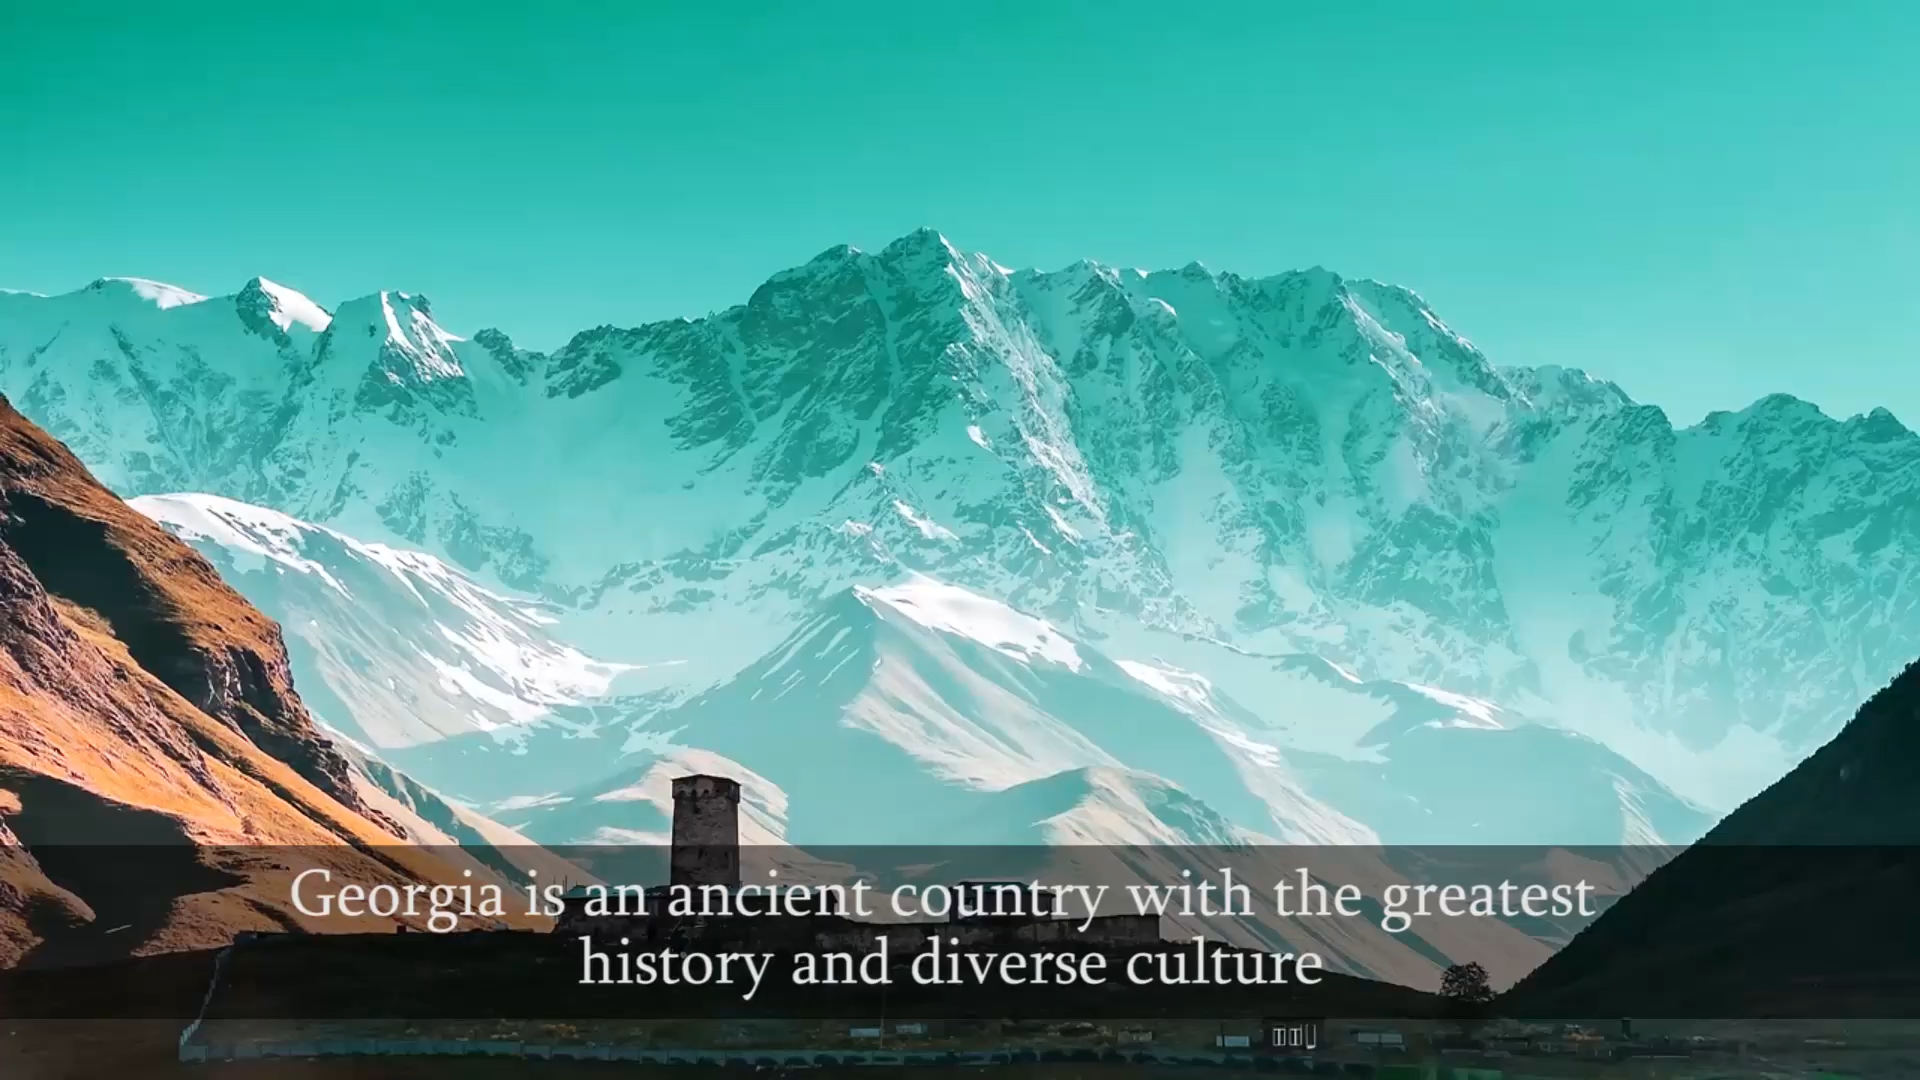 Georgia is an ancient country with the greatest
history and diverse culture